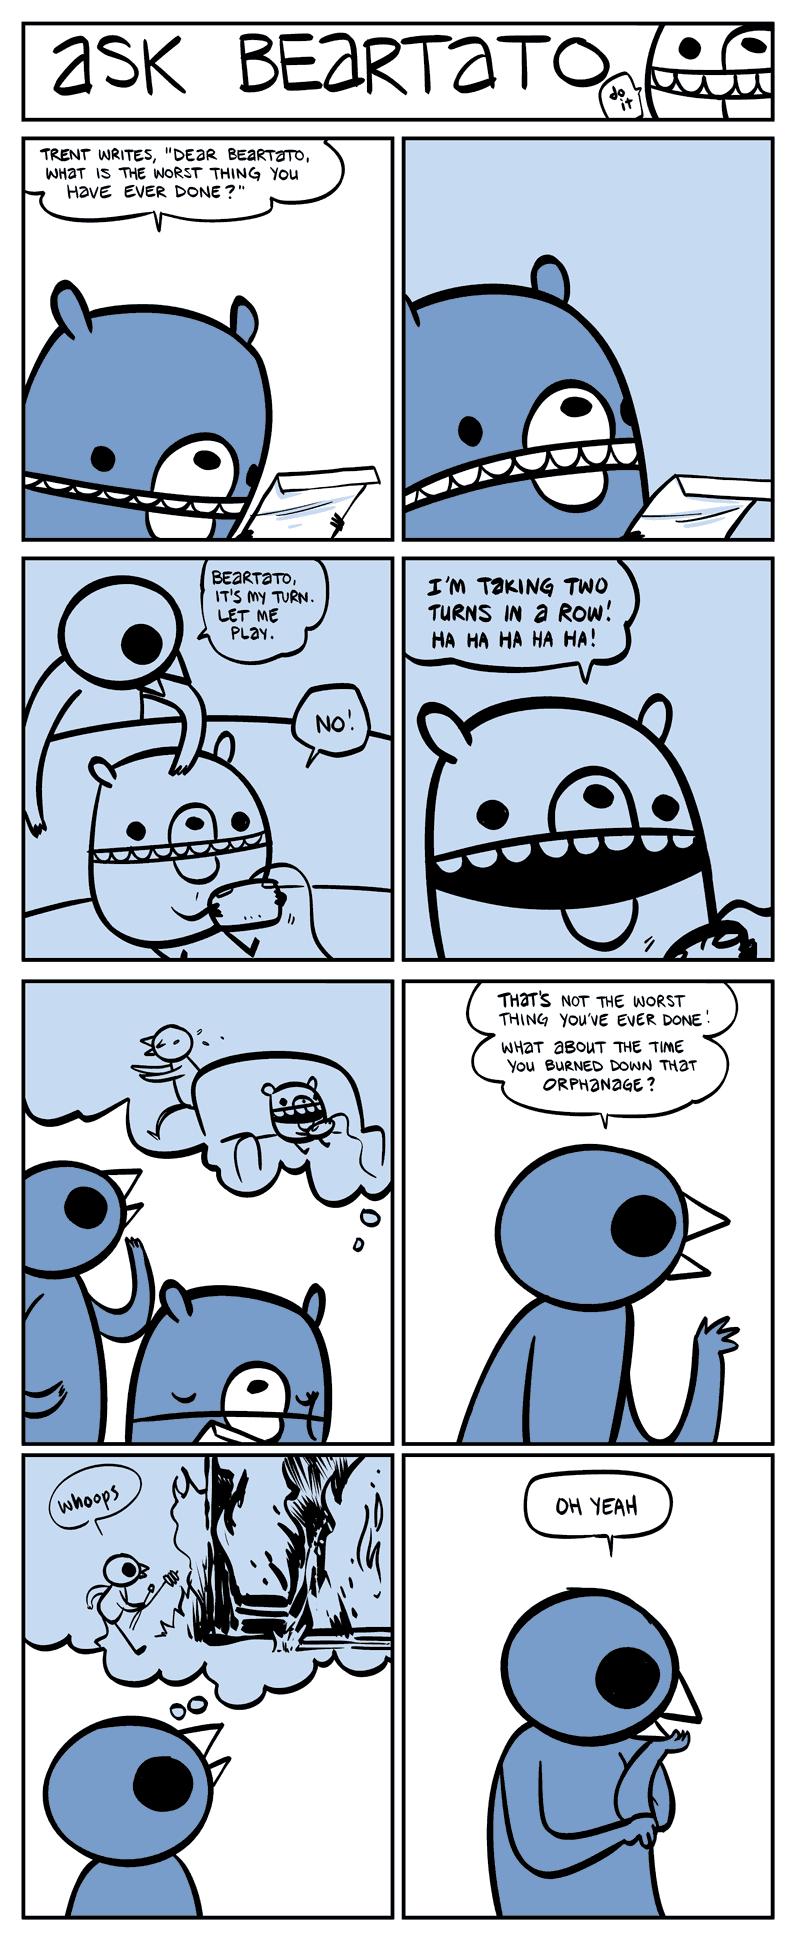 aSK BEaRTaTO
do
it
TRENT WRITES, "DEaR BEaRTaTO,
WHaT IS THE WORST THING YOU
HAVE EVER DONE?"
BEaRTaTO,
IT'S MY TURN.
LET ME
PLaY.
NO!
I'M TaKING TWO
TURNS IN a ROW!
HA HA HA HA HA!
THaT'S NOT THE WORST
THING YOU'VE EVER DONE!
WHaT aBOUT THE TIME
YOU BURNED DOWN THAT
ORPHANAGE?
whoops
OH YEAH